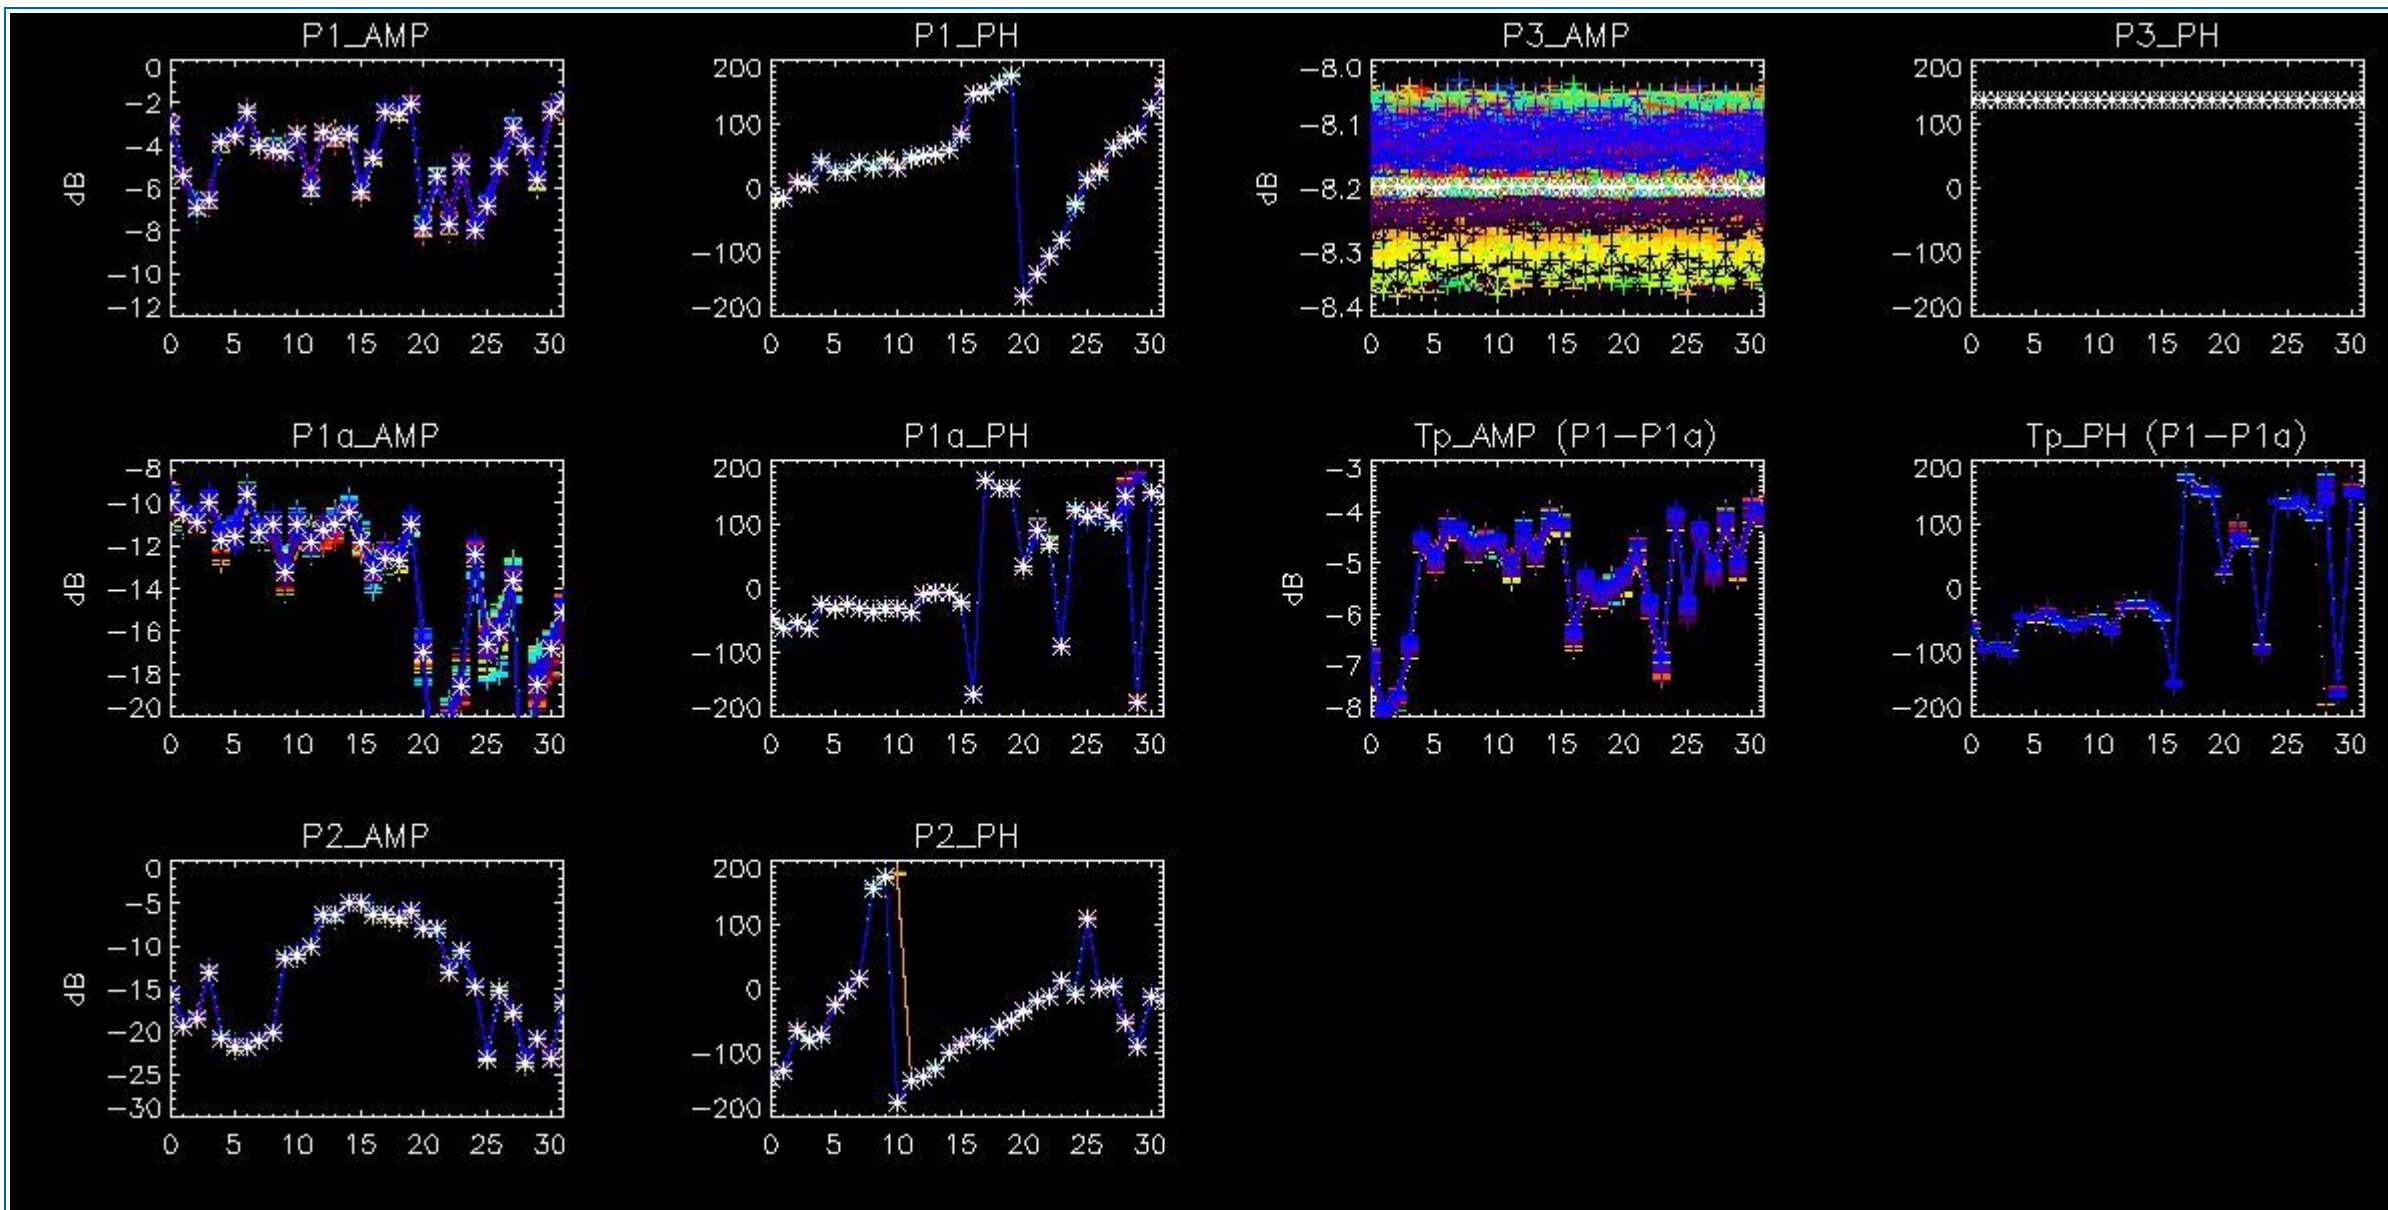 P1_AMP
P1_PH
P3_AMP
P3_PH
dB
0
−2
−4
−6
−8
−10
−12
0 5 10 15 20 25 30
200
100
0
−100
−200
0 5 10 15 20 25 30
dB
−8.0
−8.1
−8.2
−8.3
−8.4
0 5 10 15 20 25 30
200
100
0
−100
−200
0 5 10 15 20 25 30
P1a_AMP
P1a_PH
Tp_AMP (P1−P1a)
Tp_PH (P1−P1a)
dB
−8
−10
−12
−14
−16
−18
−20
0 5 10 15 20 25 30
200
100
0
−100
−200
0 5 10 15 20 25 30
dB
−3
−4
−5
−6
−7
−8
0 5 10 15 20 25 30
200
100
0
−100
−200
0 5 10 15 20 25 30
P2_AMP
P2_PH
dB
0
−5
−10
−15
−20
−25
−30
0 5 10 15 20 25 30
200
100
0
−100
−200
0 5 10 15 20 25 30